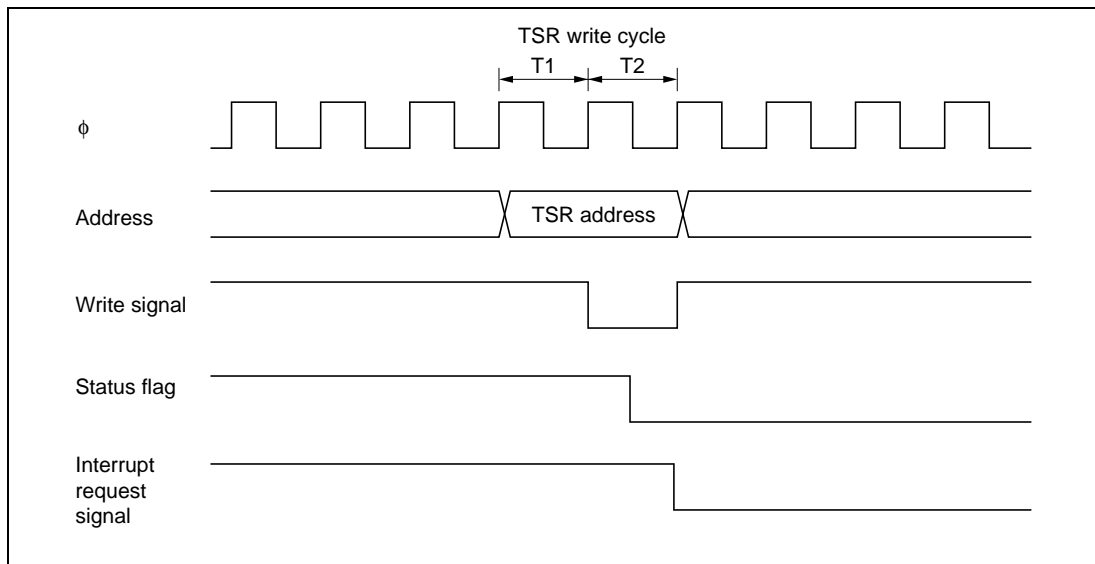 TSR write cycle
T1 T2
ϕ
Address
TSR address
Write signal
Status flag
Interrupt
request
signal